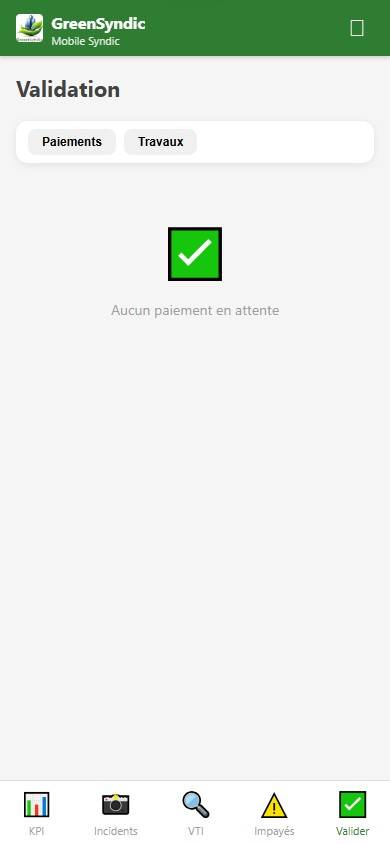 GreenSyndic
Mobile Syndic
Validation
Paiements
Travaux
Aucun paiement en attente
KPI
Incidents
VTI
Impayés
Valider